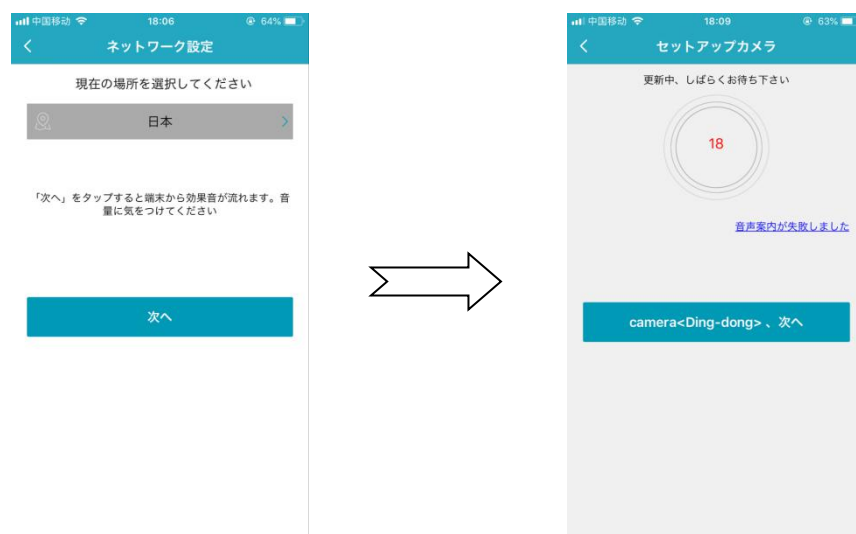 中国移动 18:06 64%
ネットワーク設定
現在の場所を選択してください
日本
「次へ」をタップすると端末から効果音が流れます。音
量に気をつけてください
次へ
中国移动 18:09 63%
セットアップカメラ
更新中、しばらくお待ち下さい
18
音声案内が失敗しました
camera<Ding-dong> 、次へ